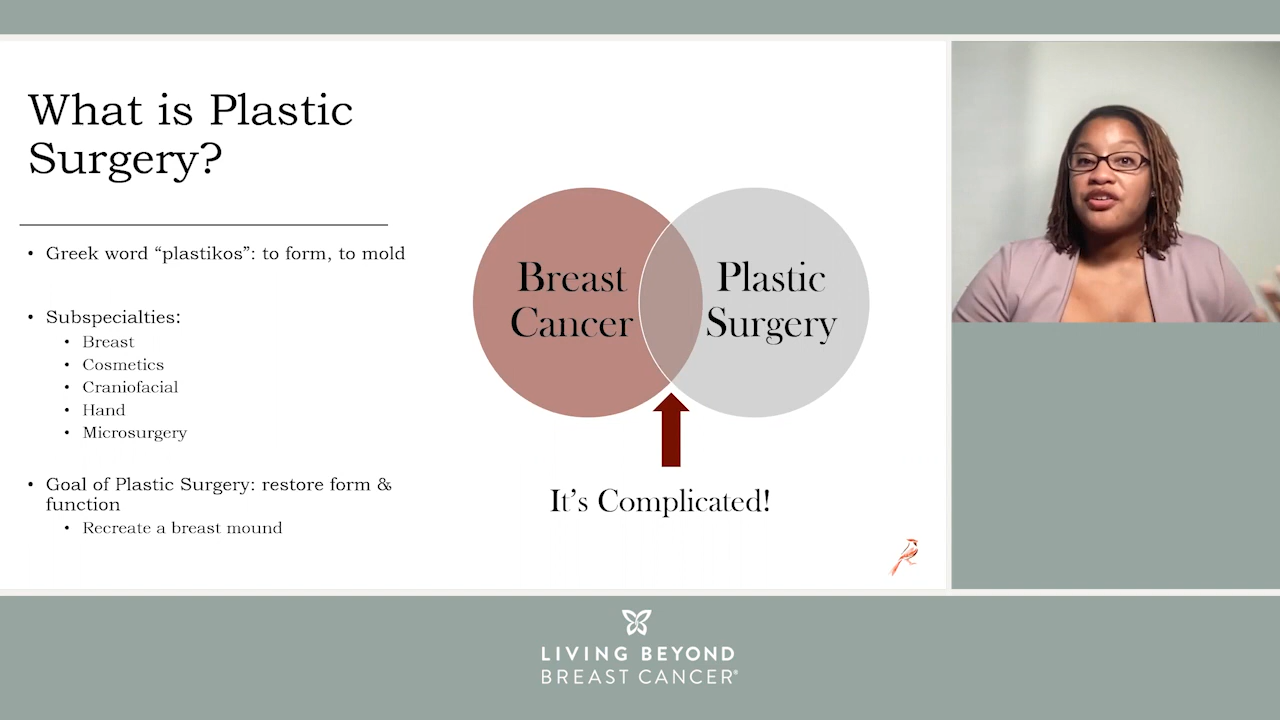 What is Plastic
Surgery?
• Greek word “plastikos”: to form, to mold
• Subspecialties:
• Breast
• Cosmetics
• Craniofacial
• Hand
• Microsurgery
• Goal of Plastic Surgery: restore form &
function
• Recreate a breast mound
Breast
Cancer
Plastic
Surgery
It’s Complicated!
LIVING BEYOND
BREAST CANCER®